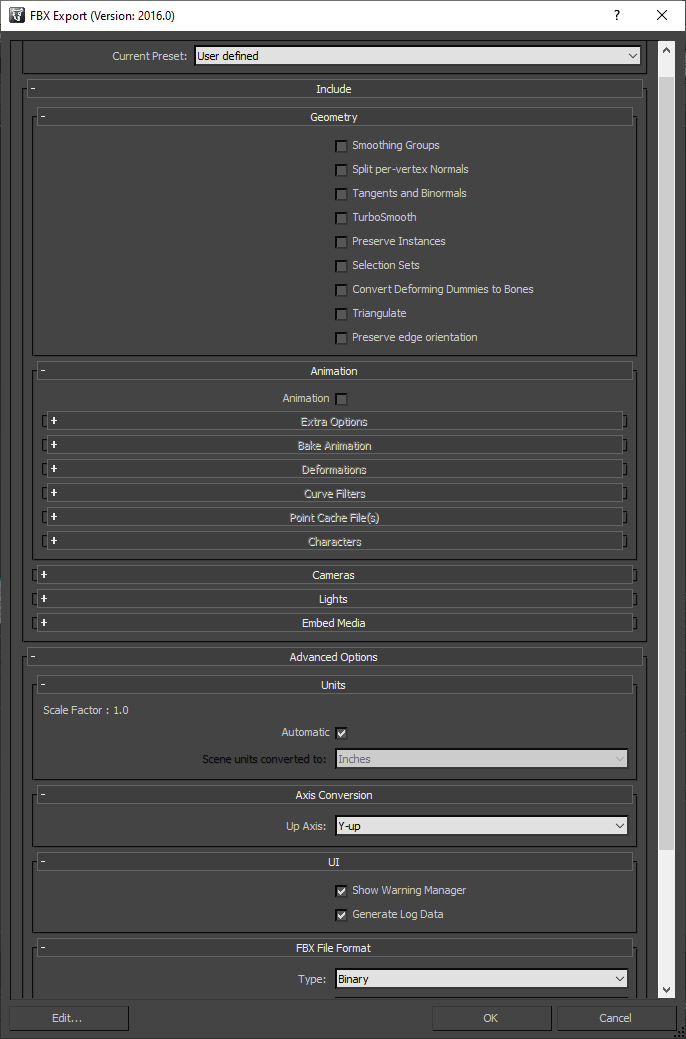 FBX Export (Version: 2016.0)
Current Preset: User defined
Include
Geometry
Smoothing Groups
Split per-vertex Normals
Tangents and Binormals
TurboSmooth
Preserve Instances
Selection Sets
Convert Deforming Dummies to Bones
Triangulate
Preserve edge orientation
Animation
Animation
Extra Options
Bake Animation
Deformations
Curve Filters
Point Cache File(s)
Characters
Cameras
Lights
Embed Media
Advanced Options
Units
Scale Factor : 1.0
Automatic
Scene units converted to: Inches
Axis Conversion
Up Axis: Y-up
UI
Show Warning Manager
Generate Log Data
FBX File Format
Type: Binary
Edit... OK Cancel